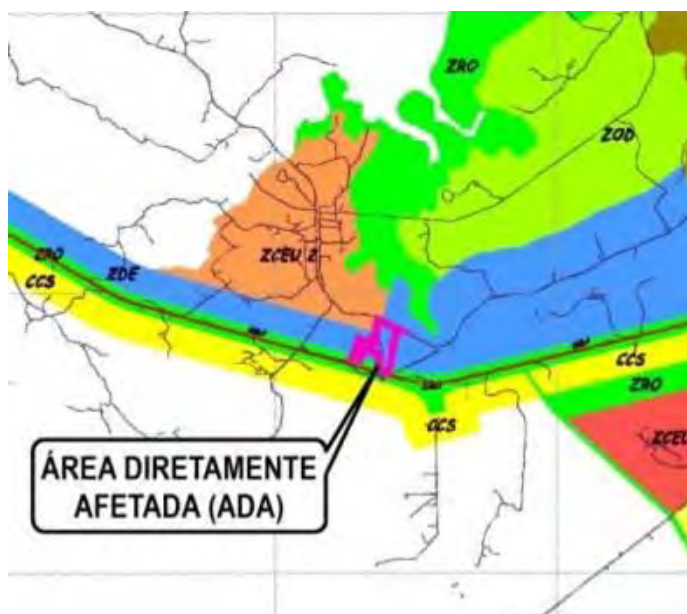 ZRO
ZOD
ZCEU 2
ZRO
ZDE
CCS
CCS
ZRO
CCS
ZCEU
ÁREA DIRETAMENTE
AFETADA (ADA)